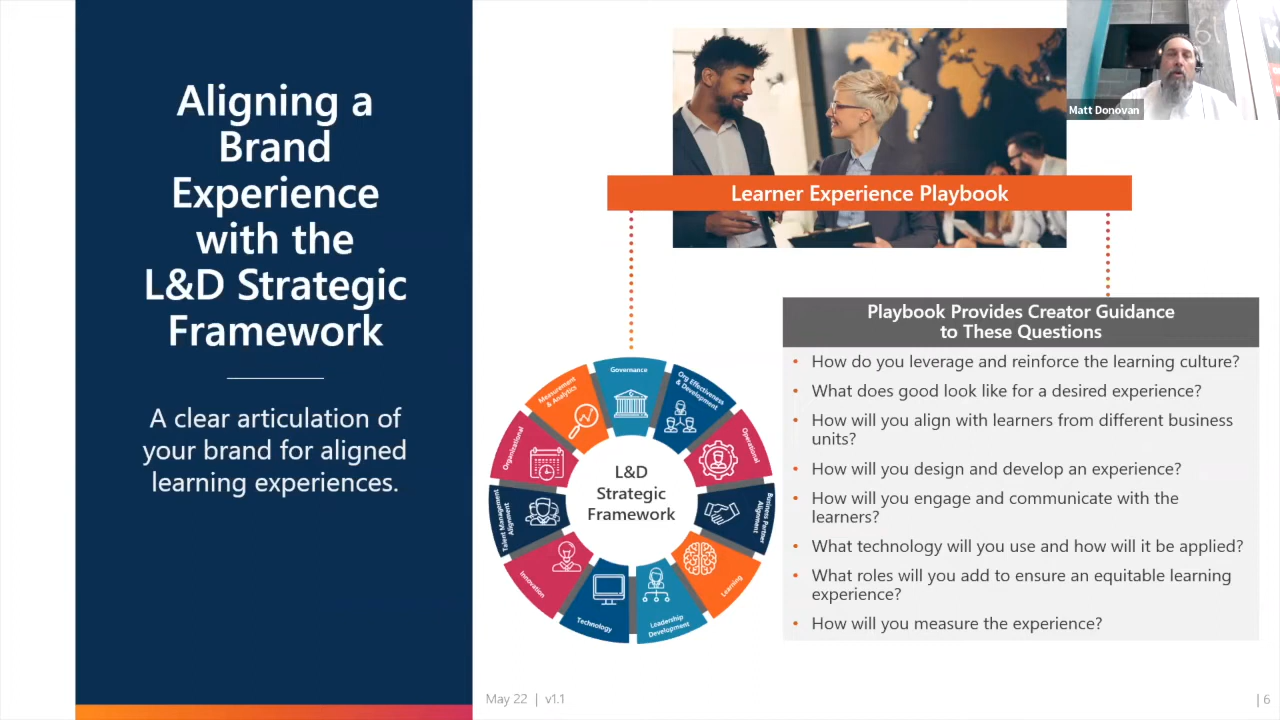 Aligning a
Brand
Experience
with the
L&D Strategic
Framework
A clear articulation of
your brand for aligned
learning experiences.
Matt Donovan
Learner Experience Playbook
Governance
Org Effectiveness
& Development
Operational
Business Partner
Alignment
Learning
Leadership
Development
Technology
Innovation
Talent Management
Alignment
Organizational
Measurement
& Analytics
L&D
Strategic
Framework
Playbook Provides Creator Guidance
to These Questions
• How do you leverage and reinforce the learning culture?
• What does good look like for a desired experience?
• How will you align with learners from different business
units?
• How will you design and develop an experience?
• How will you engage and communicate with the
learners?
• What technology will you use and how will it be applied?
• What roles will you add to ensure an equitable learning
experience?
• How will you measure the experience?
May 22 | v1.1
| 6